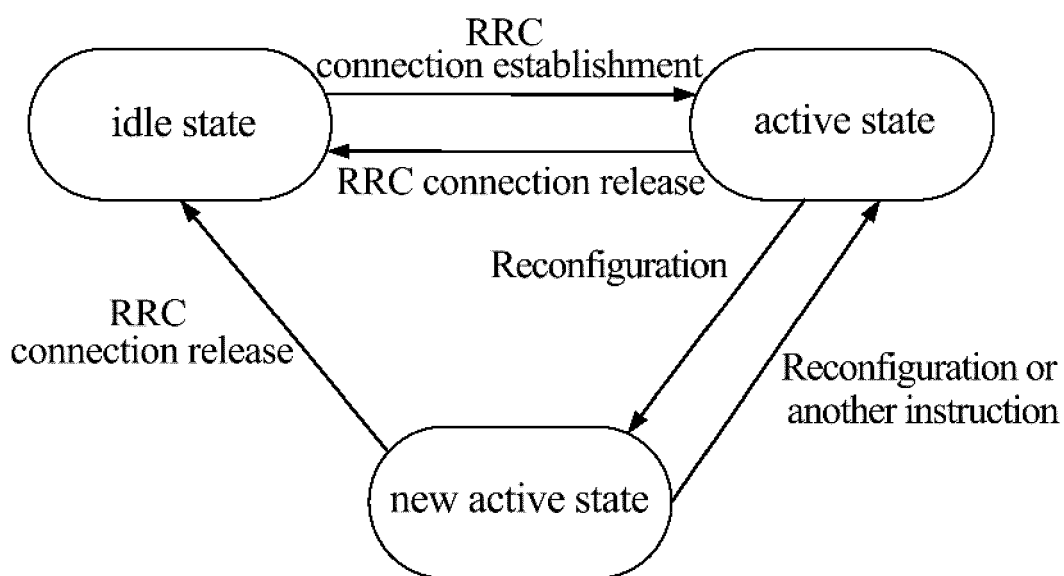 RRC
connection establishment
idle state
active state
RRC connection release
Reconfiguration
RRC
connection release
Reconfiguration or
another instruction
new active state